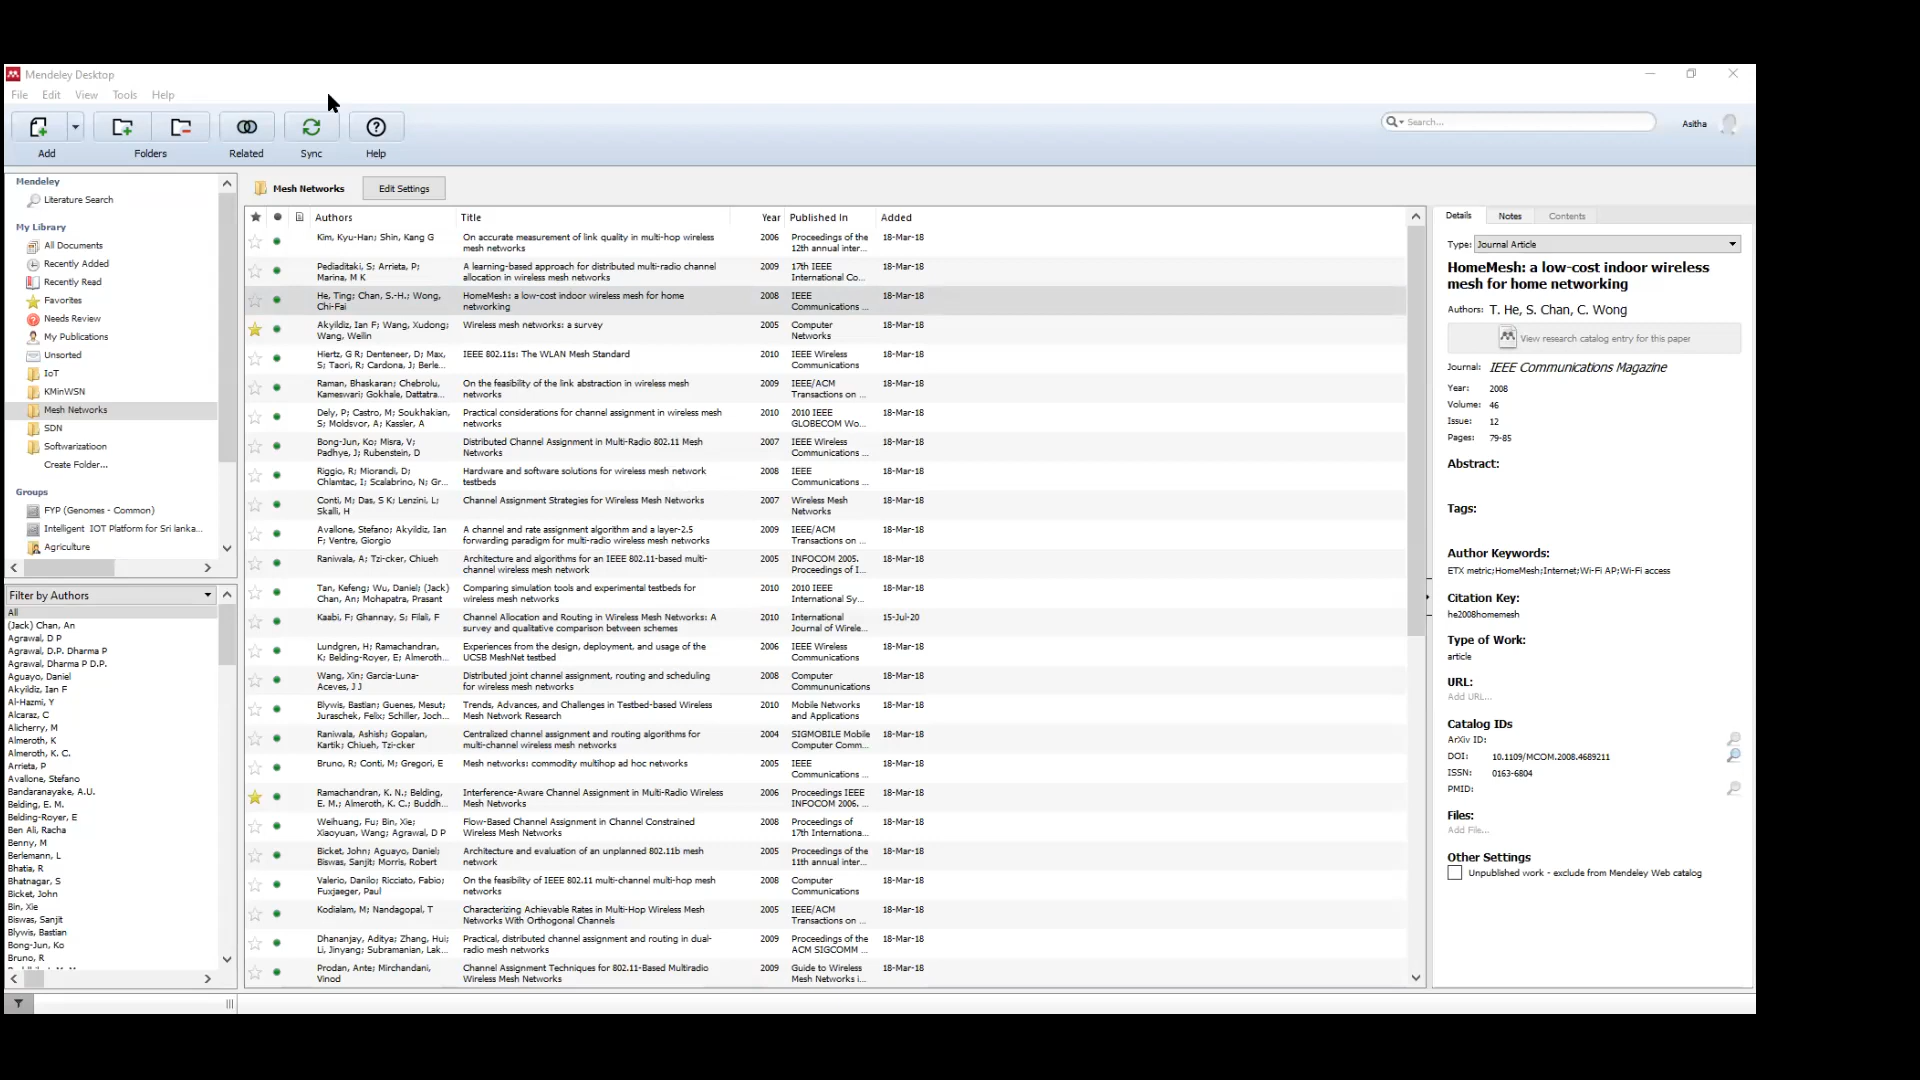 Mendeley Desktop
File Edit View Tools Help
Add Folders Related Sync Help
Search...
Asitha
Mendeley
Literature Search
My Library
All Documents
Recently Added
Recently Read
Favorites
Needs Review
My Publications
Unsorted
IoT
KMinWSN
Mesh Networks
SDN
Softwarizatioon
Create Folder...
Groups
FYP (Genomes - Common)
Intelligent IOT Platform for Sri lanka...
Agriculture
Filter by Authors
All
(Jack) Chan, An
Agrawal, D P
Agrawal, D.P. Dharma P
Agrawal, Dharma P D.P.
Aguayo, Daniel
Akyildiz, Ian F
Al-Hazmi, Y
Alcaraz, C
Alicherry, M
Almeroth, K
Almeroth, K. C.
Arrieta, P
Avallone, Stefano
Bandaranayake, A.U.
Belding, E. M.
Belding-Royer, E
Ben Ali, Racha
Benny, M
Berlemann, L
Bhatia, R
Bhatnagar, S
Bicket, John
Bin, Xie
Biswas, Sanjit
Blywis, Bastian
Bong-Jun, Ko
Bruno, R
Mesh Networks Edit Settings
Authors Title Year Published In Added
Kim, Kyu-Han; Shin, Kang G On accurate measurement of link quality in multi-hop wireless 2006 Proceedings of the 18-Mar-18
mesh networks 12th annual inter...
Pediaditaki, S; Arrieta, P; A learning-based approach for distributed multi-radio channel 2009 17th IEEE 18-Mar-18
Marina, M K allocation in wireless mesh networks International Co...
He, Ting; Chan, S.-H.; Wong, HomeMesh: a low-cost indoor wireless mesh for home 2008 IEEE 18-Mar-18
Chi-Fai networking Communications ...
Akyildiz, Ian F; Wang, Xudong; Wireless mesh networks: a survey 2005 Computer 18-Mar-18
Wang, Weilin Networks
Hiertz, G R; Denteneer, D; Max, IEEE 802.11s: The WLAN Mesh Standard 2010 IEEE Wireless 18-Mar-18
S; Taori, R; Cardona, J; Berle... Communications
Raman, Bhaskaran; Chebrolu, On the feasibility of the link abstraction in wireless mesh 2009 IEEE/ACM 18-Mar-18
Kameswari; Gokhale, Dattatra... networks Transactions on ...
Dely, P; Castro, M; Soukhakian, Practical considerations for channel assignment in wireless mesh 2010 2010 IEEE 18-Mar-18
S; Moldsvor, A; Kassler, A networks GLOBECOM Wo...
Bong-Jun, Ko; Misra, V; Distributed Channel Assignment in Multi-Radio 802.11 Mesh 2007 IEEE Wireless 18-Mar-18
Padhye, J; Rubenstein, D Networks Communications ...
Riggio, R; Miorandi, D; Hardware and software solutions for wireless mesh network 2008 IEEE 18-Mar-18
Chlamtac, I; Scalabrino, N; Gr... testbeds Communications ...
Conti, M; Das, S K; Lenzini, L; Channel Assignment Strategies for Wireless Mesh Networks 2007 Wireless Mesh 18-Mar-18
Skalli, H Networks
Avallone, Stefano; Akyildiz, Ian A channel and rate assignment algorithm and a layer-2.5 2009 IEEE/ACM 18-Mar-18
F; Ventre, Giorgio forwarding paradigm for multi-radio wireless mesh networks Transactions on ...
Raniwala, A; Tzi-cker, Chiueh Architecture and algorithms for an IEEE 802.11-based multi- 2005 INFOCOM 2005. 18-Mar-18
channel wireless mesh network Proceedings of I...
Tan, Kefeng; Wu, Daniel; (Jack) Comparing simulation tools and experimental testbeds for 2010 2010 IEEE 18-Mar-18
Chan, An; Mohapatra, Prasant wireless mesh networks International Sy...
Kaabi, F; Ghannay, S; Filali, F Channel Allocation and Routing in Wireless Mesh Networks: A 2010 International 15-Jul-20
survey and qualitative comparison between schemes Journal of Wirele...
Lundgren, H; Ramachandran, Experiences from the design, deployment, and usage of the 2006 IEEE Wireless 18-Mar-18
K; Belding-Royer, E; Almeroth... UCSB MeshNet testbed Communications
Wang, Xin; Garcia-Luna- Distributed joint channel assignment, routing and scheduling 2008 Computer 18-Mar-18
Aceves, J J for wireless mesh networks Commununications
Blywis, Bastian; Guenes, Mesut; Trends, Advances, and Challenges in Testbed-based Wireless 2010 Mobile Networks 18-Mar-18
Juraschek, Felix; Schiller, Joch... Mesh Network Research and Applications
Raniwala, Ashish; Gopalan, Centralized channel assignment and routing algorithms for 2004 SIGMOBILE Mobile 18-Mar-18
Kartik; Chiueh, Tzi-cker multi-channel wireless mesh networks Computer Comm...
Bruno, R; Conti, M; Gregori, E Mesh networks: commodity multihop ad hoc networks 2005 IEEE 18-Mar-18
Communications ...
Ramachandran, K. N.; Belding, Interference-Aware Channel Assignment in Multi-Radio Wireless 2006 Proceedings IEEE 18-Mar-18
E. M.; Almeroth, K. C.; Buddh... Mesh Networks INFOCOM 2006. ...
Weihuang, Fu; Bin, Xie; Flow-Based Channel Assignment in Channel Constrained 2008 Proceedings of 18-Mar-18
Xiaoyuan, Wang; Agrawal, D P Wireless Mesh Networks 17th Internationa...
Bicket, John; Aguayo, Daniel; Architecture and evaluation of an unplanned 802.11b mesh 2005 Proceedings of the 18-Mar-18
Biswas, Sanjit; Morris, Robert network 11th annual inter...
Valerio, Danilo; Ricciato, Fabio; On the feasibility of IEEE 802.11 multi-channel multi-hop mesh 2008 Computer 18-Mar-18
Fuxjaeger, Paul networks Communications
Kodialam, M; Nandagopal, T Characterizing Achievable Rates in Multi-Hop Wireless Mesh 2005 IEEE/ACM 18-Mar-18
Networks With Orthogonal Channels Transactions on ...
Dhananjay, Aditya; Zhang, Hui; Practical, distributed channel assignment and routing in dual- 2009 Proceedings of the 18-Mar-18
Li, Jinyang; Subramanian, Lak... radio mesh networks ACM SIGCOMM ...
Prodan, Ante; Mirchandani, Channel Assignment Techniques for 802.11-Based Multiradio 2009 Guide to Wireless 18-Mar-18
Vinod Wireless Mesh Networks Mesh Networks i...
Details Notes Contents
Type: Journal Article
HomeMesh: a low-cost indoor wireless
mesh for home networking
Authors: T. He, S. Chan, C. Wong
View research catalog entry for this paper
Journal: IEEE Communications Magazine
Year: 2008
Volume: 46
Issue: 12
Pages: 79-85
Abstract:
Tags:
Author Keywords:
ETX metric;HomeMesh;Internet;Wi-Fi AP;Wi-Fi access
Citation Key:
he2008homemesh
Type of Work:
article
URL:
Add URL...
Catalog IDs
ArXiv ID:
DOI: 10.1109/MCOM.2008.4689211
ISSN: 0163-6804
PMID:
Files:
Add File...
Other Settings
Unpublished work - exclude from Mendeley Web catalog